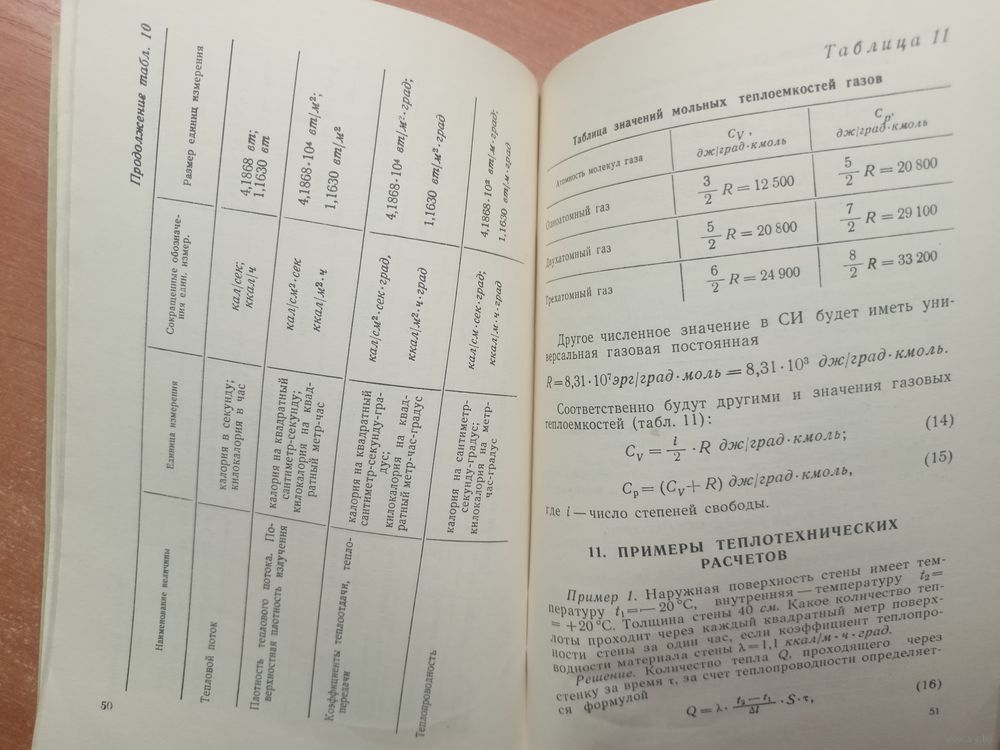 Продолжение табл. 10
Наименование величины
Единица измерения
Сокращенные обозначе-
ния един. измер.
Размер единиц измерения
Тепловой поток
калория в секунду;
килокалория в час
кал/сек;
ккал/ч
4,1868 вт;
1,1630 вт
Плотность теплового потока. По-
верхностная плотность излучения
калория на квадратный
сантиметр-секунду;
килокалория на квад-
ратный метр-час
кал/см²·сек
ккал/м²·ч
4,1868·10⁴ вт/м²;
1,1630 вт/м²
Коэффициенты теплоотдачи, тепло-
передачи
калория на квадратный
сантиметр-секунду-гра-
дус;
килокалория на квад-
ратный метр-час-градус
кал/см²·сек·град,
ккал/м²·ч·град
4,1868·10⁴ вт/м²·град;
1,1630 вт/м²·град
Теплопроводность
калория на сантиметр-
секунду-градус;
килокалория на метр-
час-градус
кал/см·сек·град;
ккал/м·ч·град
4,1868·10² вт/м·град;
1,1630 вт/м·град
50
Таблица 11
Таблица значений мольных теплоемкостей газов
Атомность молекул газа
C_V,
дж/град·кмоль
C_p,
дж/град·кмоль
Одноатомный газ
3/2 R = 12 500
5/2 R = 20 800
Двухатомный газ
5/2 R = 20 800
7/2 R = 29 100
Трехатомный газ
6/2 R = 24 900
8/2 R = 33 200
Другое численное значение в СИ будет иметь уни-
версальная газовая постоянная
R=8,31·10⁷эрг/град·моль = 8,31·10³ дж/град·кмоль.
Соответственно будут другими и значения газовых
теплоемкостей (табл. 11):
C_V = i/2 ·R дж/град·кмоль; (14)
C_p = (C_V+R) дж/град·кмоль, (15)
где i — число степеней свободы.
11. ПРИМЕРЫ ТЕПЛОТЕХНИЧЕСКИХ
РАСЧЕТОВ
Пример 1. Наружная поверхность стены имеет тем-
пературу t₁=—20°С, внутренняя — температуру t₂=
= +20°С. Толщина стены 40 см. Какое количество теп-
лоты проходит через каждый квадратный метр поверх-
ности стены за один час, если коэффициент теплопро-
водности материала стены λ=1,1 ккал/м·ч·град.
Решение. Количество тепла Q, проходящего через
стенку за время τ, за счет теплопроводности определяет-
ся формулой
Q=λ· t₂—t₁/Δl ·S·τ, (16)
51